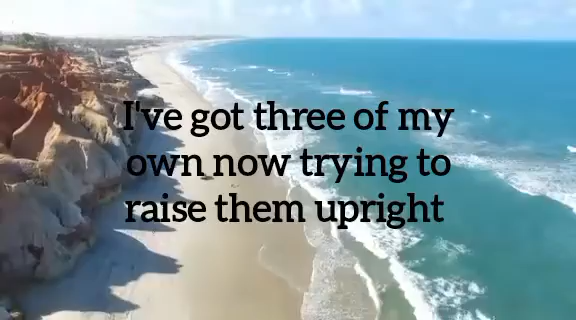 I've got three of my
own now trying to
raise them upright